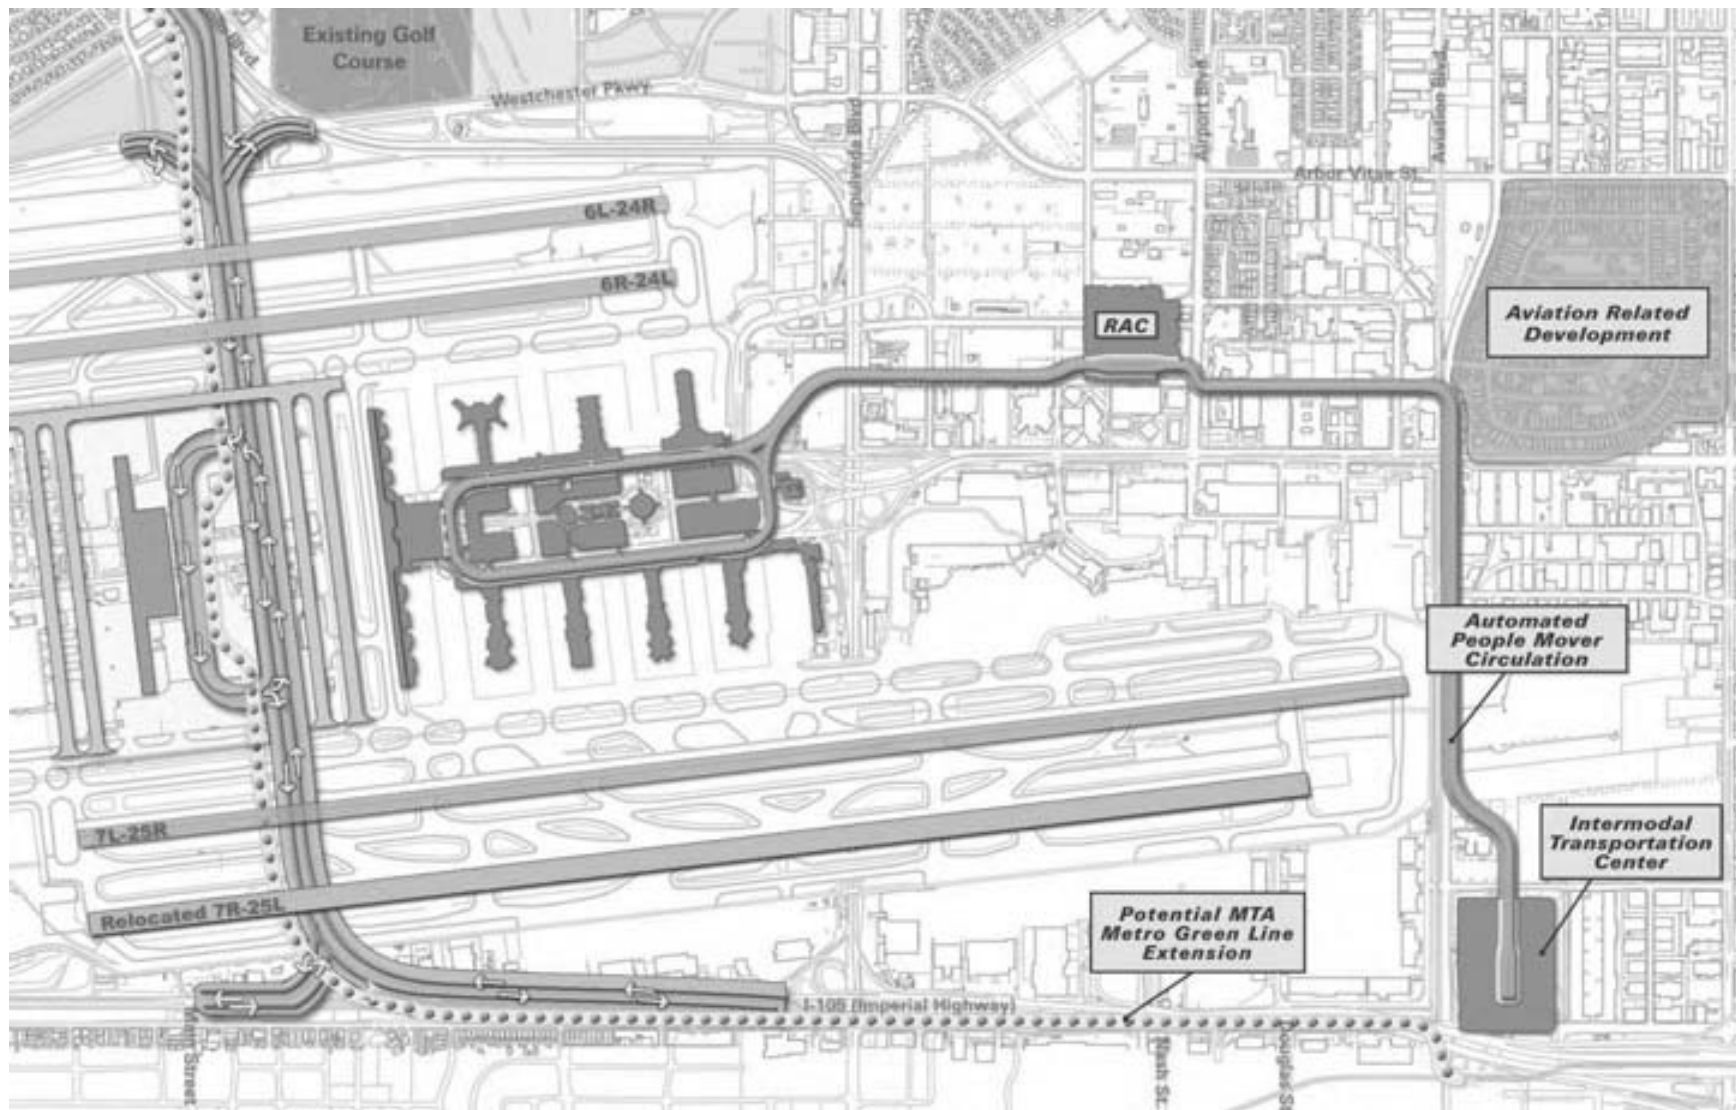 Existing Golf
Course
Blvd
Westchester Pkwy.
Sepulveda Blvd
Airport Blvd.
Aviation Blvd.
Arbor Vitae St.
6L-24R
6R-24L
RAC
Aviation Related
Development
Automated
People Mover
Circulation
7L-25R
Relocated 7R-25L
Intermodal
Transportation
Center
Potential MTA
Metro Green Line
Extension
I-105 (Imperial Highway)
Main Street
Nash St.
Douglas St